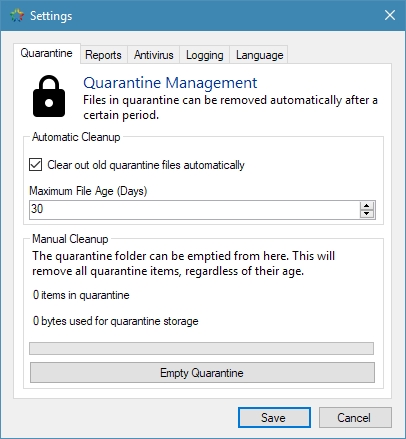 Settings
Quarantine Reports Antivirus Logging Language
Quarantine Management
Files in quarantine can be removed automatically after a
certain period.
Automatic Cleanup
Clear out old quarantine files automatically
Maximum File Age (Days)
30
Manual Cleanup
The quarantine folder can be emptied from here. This will
remove all quarantine items, regardless of their age.
0 items in quarantine
0 bytes used for quarantine storage
Empty Quarantine
Save Cancel